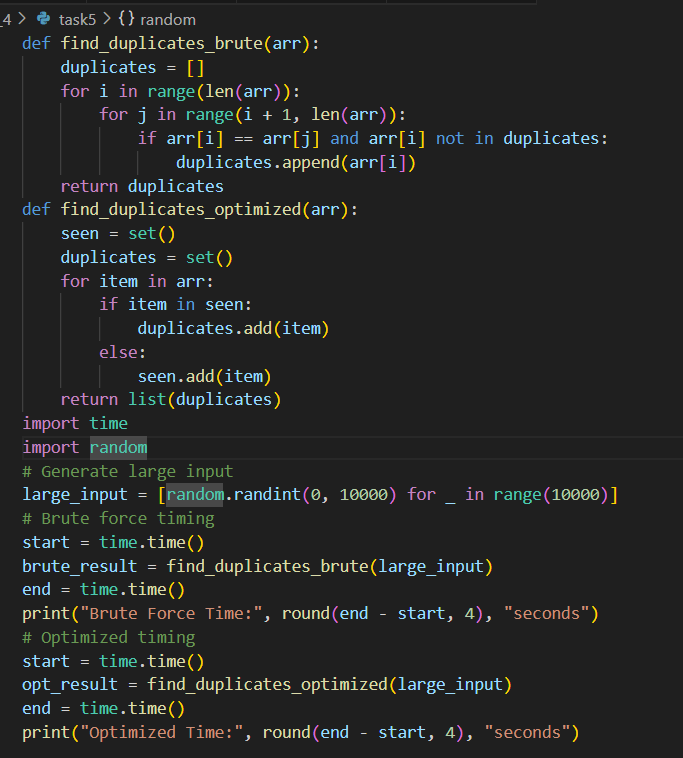 _4 > task5 > {} random
def find_duplicates_brute(arr):
    duplicates = []
    for i in range(len(arr)):
        for j in range(i + 1, len(arr)):
            if arr[i] == arr[j] and arr[i] not in duplicates:
                duplicates.append(arr[i])
    return duplicates
def find_duplicates_optimized(arr):
    seen = set()
    duplicates = set()
    for item in arr:
        if item in seen:
            duplicates.add(item)
        else:
            seen.add(item)
    return list(duplicates)
import time
import random
# Generate large input
large_input = [random.randint(0, 10000) for _ in range(10000)]
# Brute force timing
start = time.time()
brute_result = find_duplicates_brute(large_input)
end = time.time()
print("Brute Force Time:", round(end - start, 4), "seconds")
# Optimized timing
start = time.time()
opt_result = find_duplicates_optimized(large_input)
end = time.time()
print("Optimized Time:", round(end - start, 4), "seconds")